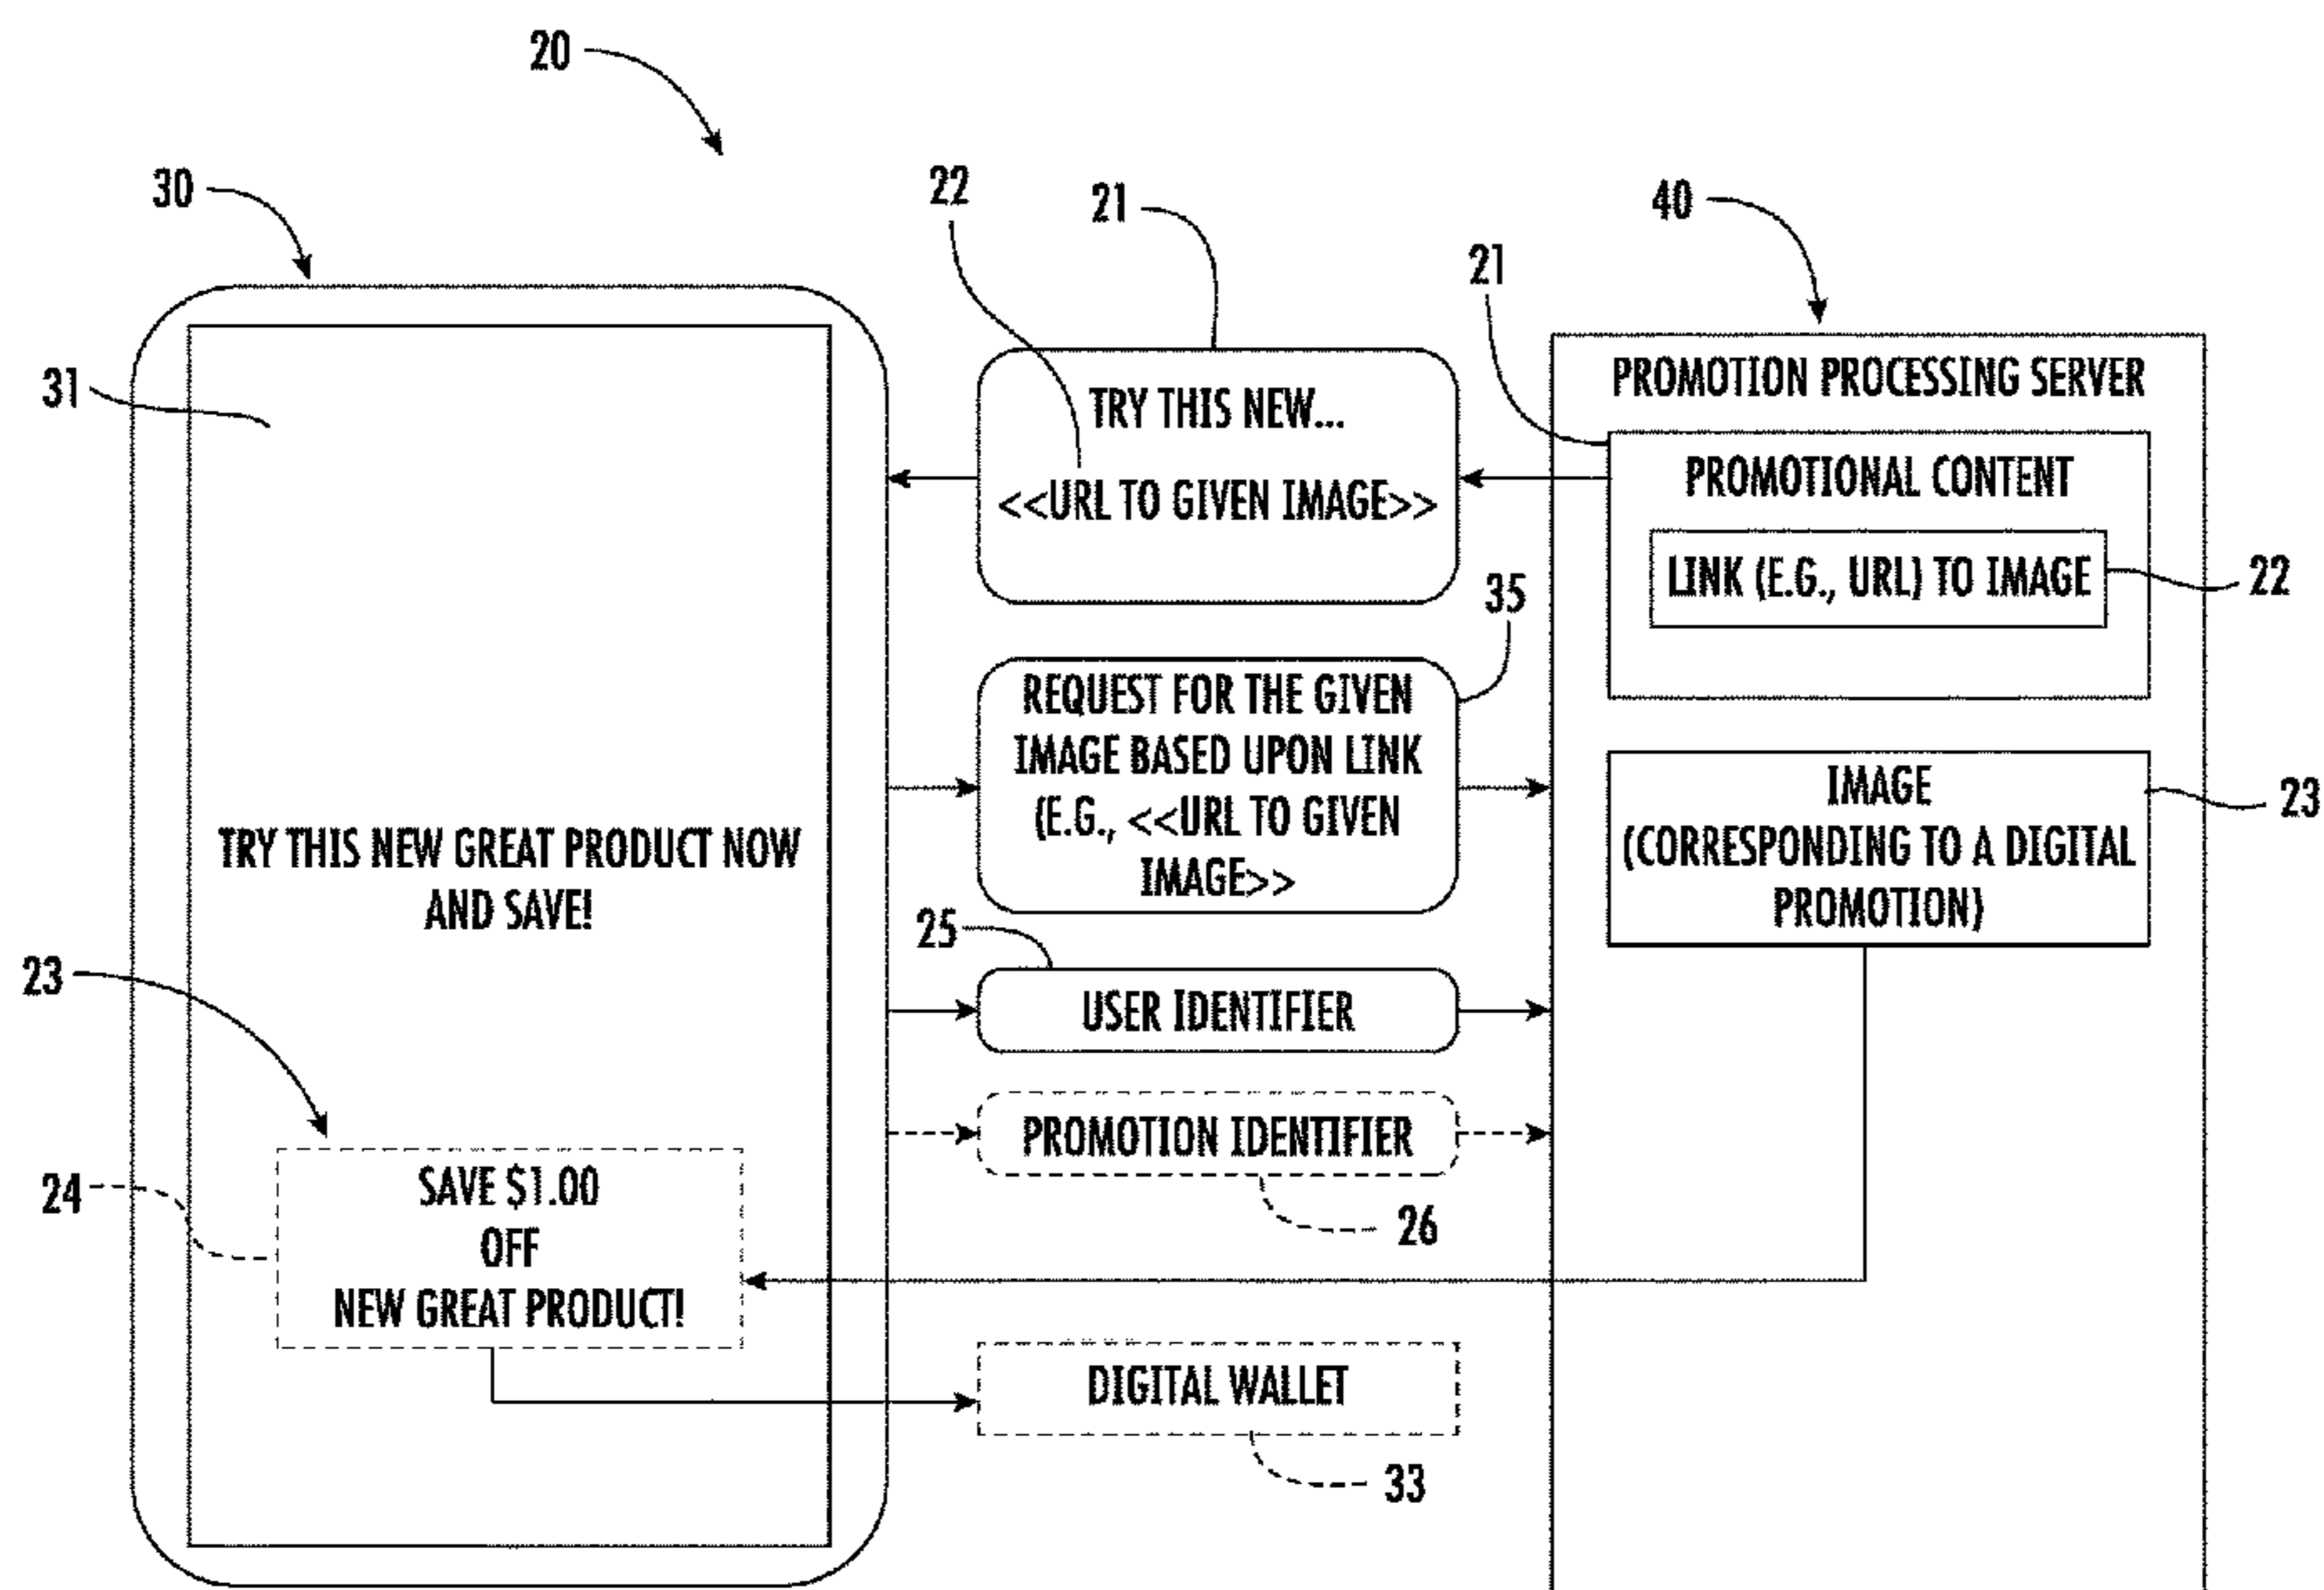 20
30
22
21
40
21
31
TRY THIS NEW...
<<URL TO GIVEN IMAGE>>
PROMOTION PROCESSING SERVER
PROMOTIONAL CONTENT
LINK (E.G., URL) TO IMAGE
22
35
REQUEST FOR THE GIVEN
IMAGE BASED UPON LINK
(E.G., <<URL TO GIVEN
IMAGE>>
IMAGE
(CORRESPONDING TO A DIGITAL
PROMOTION)
23
TRY THIS NEW GREAT PRODUCT NOW
AND SAVE!
25
USER IDENTIFIER
23
PROMOTION IDENTIFIER
26
24
SAVE $1.00
OFF
NEW GREAT PRODUCT!
DIGITAL WALLET
33